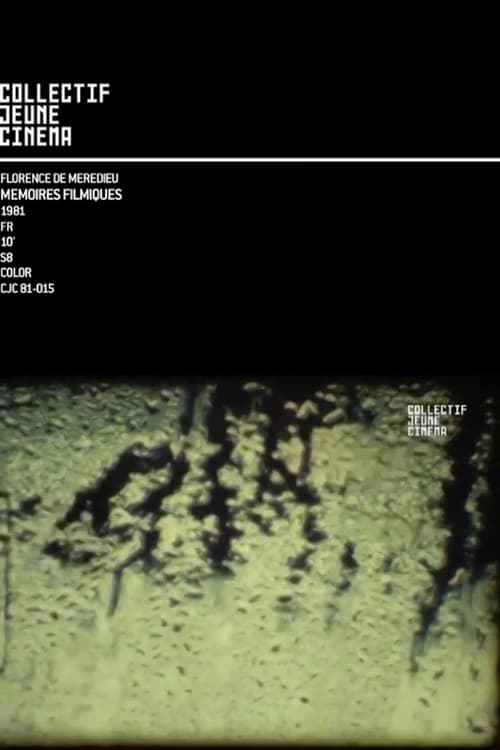 COLLECTIF
JEUNE
CINEMA
FLORENCE DE MEREDIEU
MEMOIRES FILMIQUES
1981
FR
10'
S8
COLOR
CJC 81-015
COLLECTIF
JEUNE
CINEMA